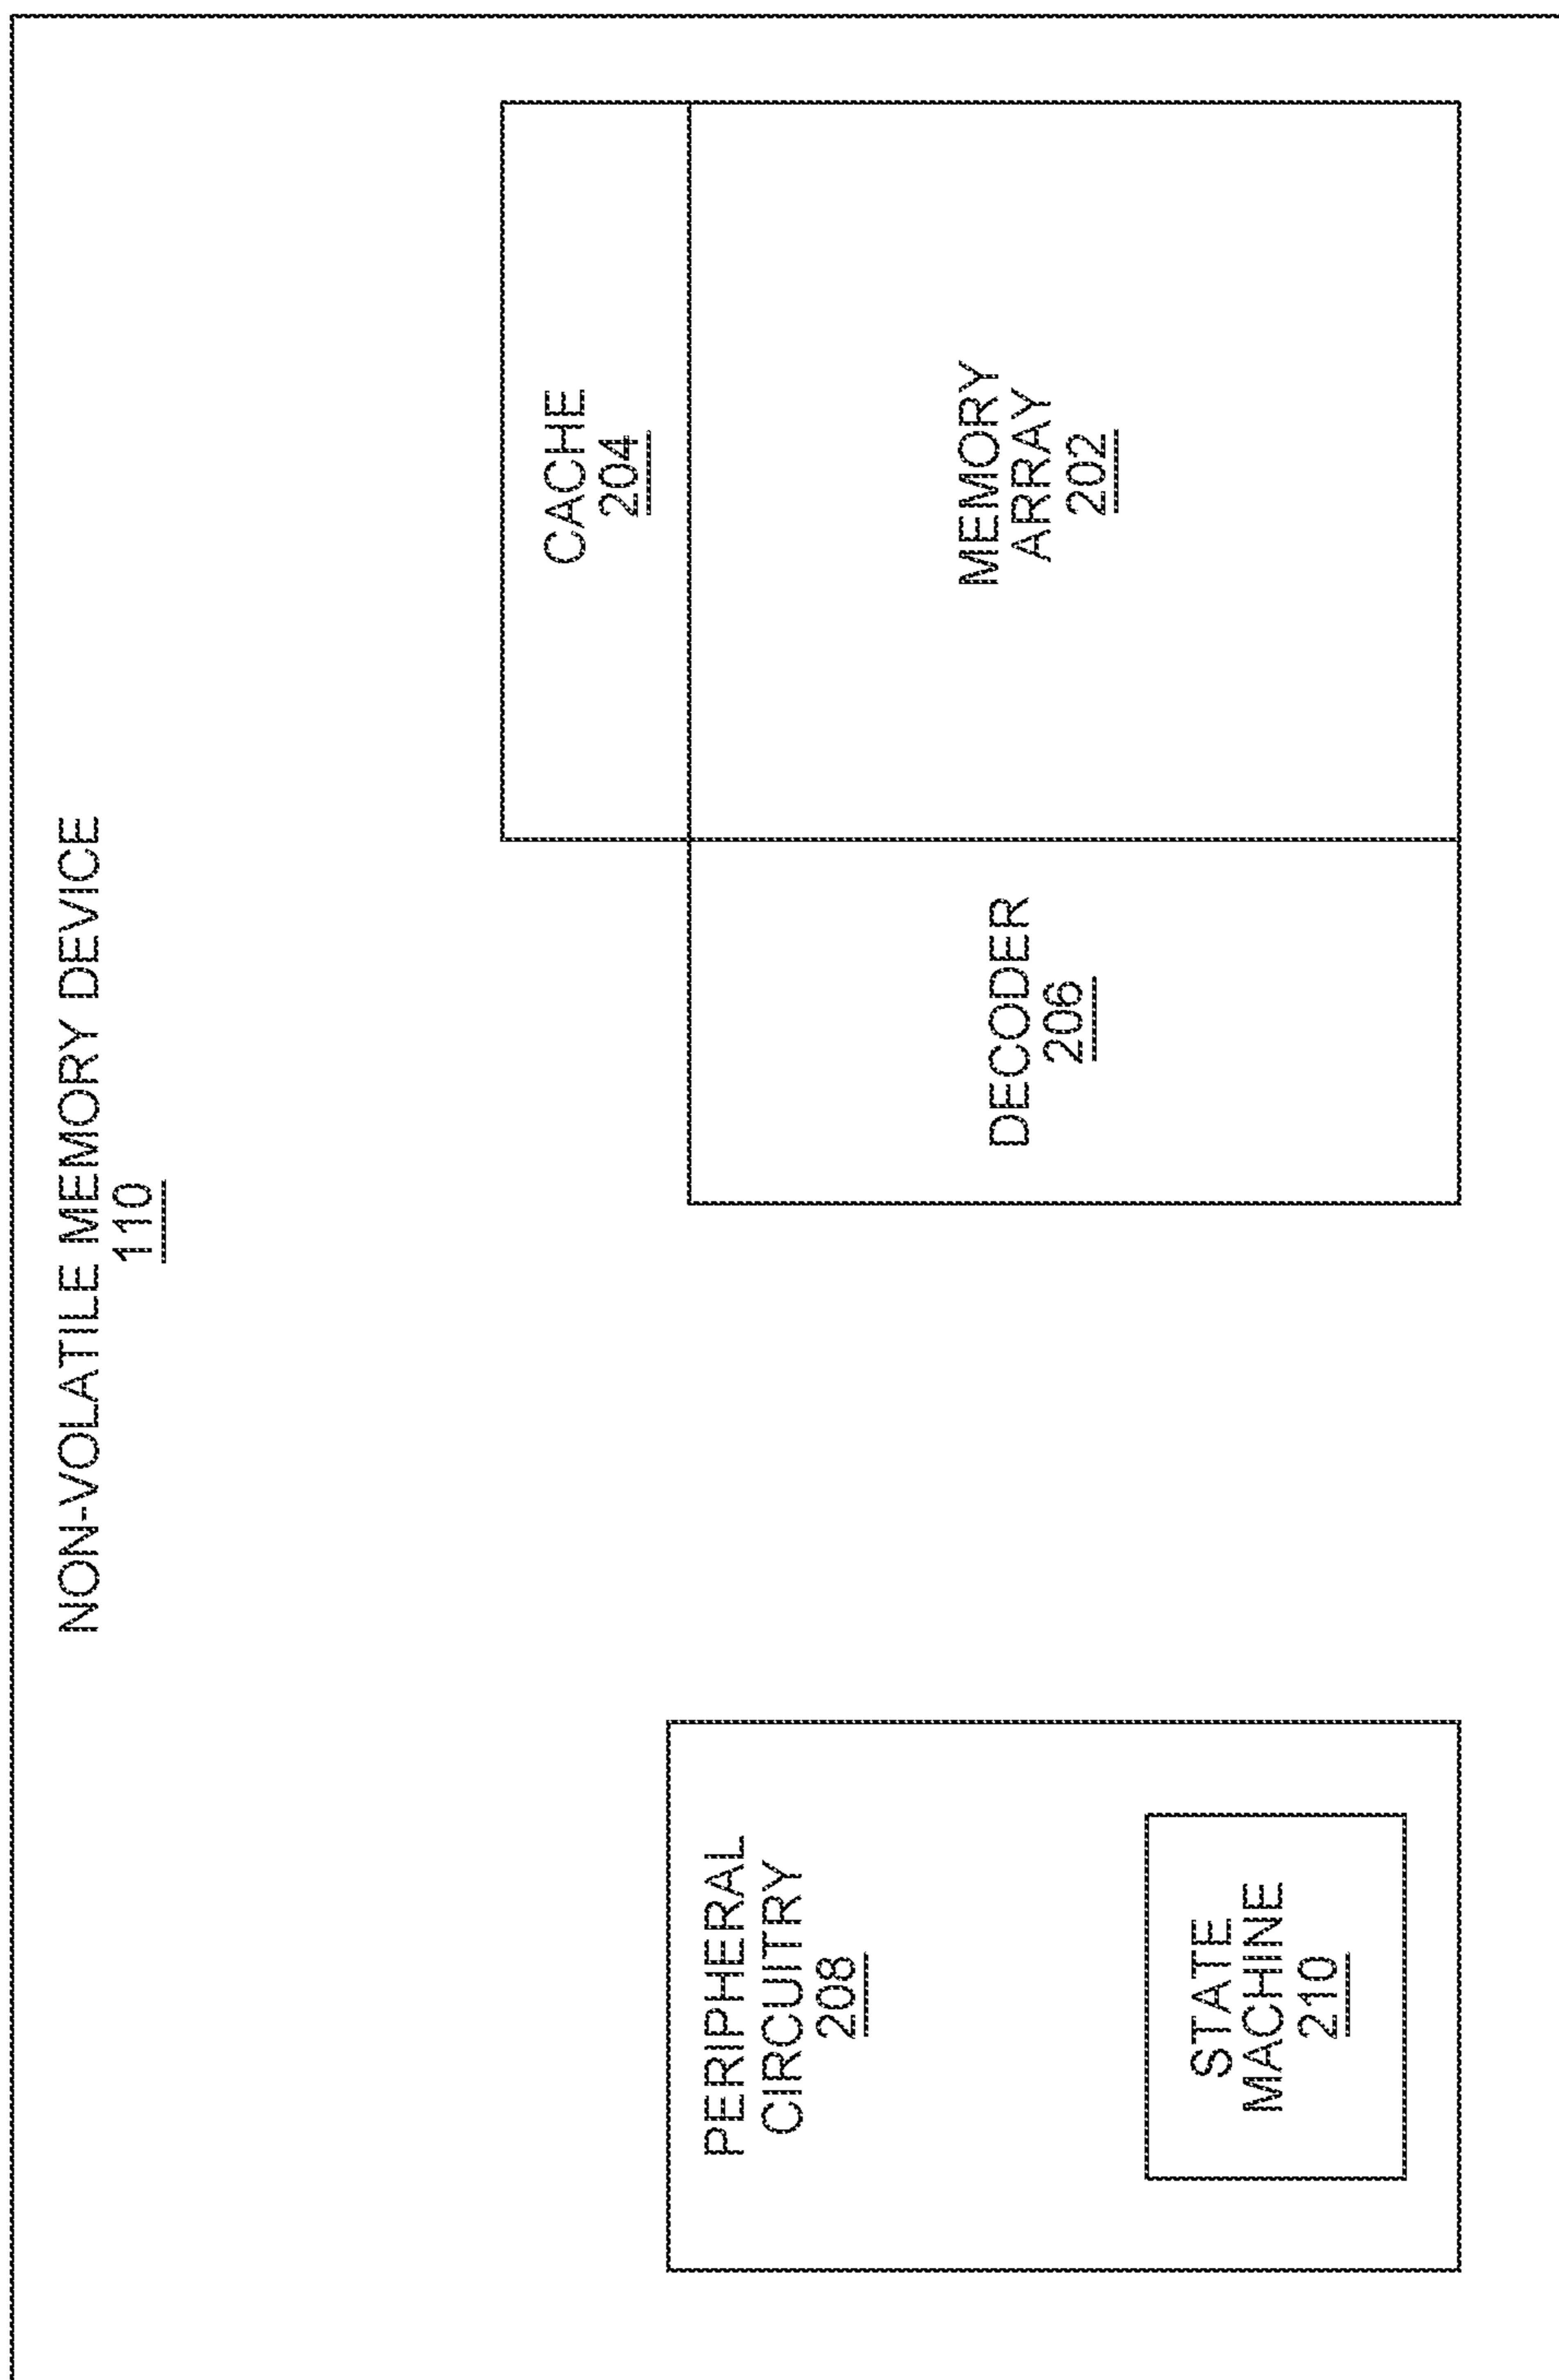 NON-VOLATILE MEMORY DEVICE
110
PERIPHERAL
CIRCUITRY
208
STATE
MACHINE
210
DECODER
206
CACHE
204
MEMORY
ARRAY
202